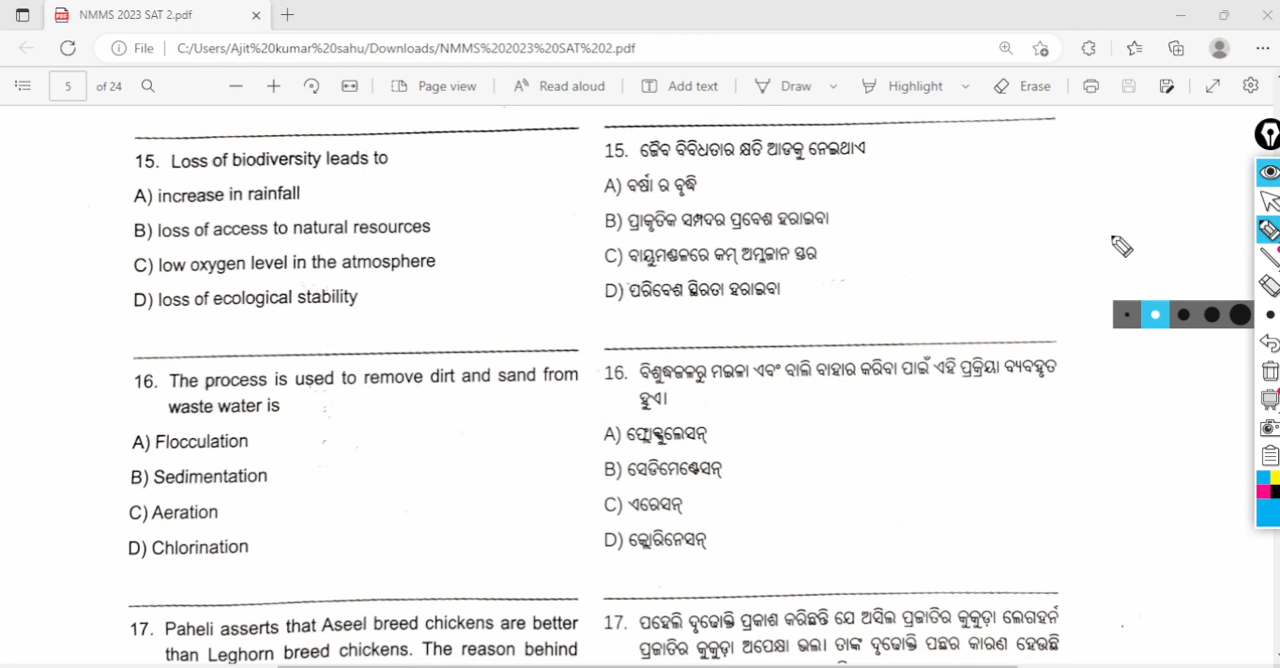 NMMS 2023 SAT 2.pdf
File C:/Users/Ajit%20kumar%20sahu/Downloads/NMMS%202023%20SAT%202.pdf
5 of 24 Page view Read aloud Add text Draw Highlight Erase
15. Loss of biodiversity leads to
A) increase in rainfall
B) loss of access to natural resources
C) low oxygen level in the atmosphere
D) loss of ecological stability
16. The process is used to remove dirt and sand from
waste water is
A) Flocculation
B) Sedimentation
C) Aeration
D) Chlorination
17. Paheli asserts that Aseel breed chickens are better
than Leghorn breed chickens. The reason behind
15. ଜୈବ ବିବିଧତାର କ୍ଷତି ଆଡକୁ ନେଇଥାଏ
A) ବର୍ଷା ର ବୃଦ୍ଧି
B) ପ୍ରାକୃତିକ ସମ୍ପଦର ପ୍ରବେଶ ହରାଇବା
C) ବାୟୁମଣ୍ଡଳରେ କମ୍ ଅମ୍ଳଜାନ ସ୍ତର
D) ପରିବେଶ ସ୍ଥିରତା ହରାଇବା
16. ବିଶୁଦ୍ଧଜଳରୁ ମଇଳା ଏବଂ ବାଲି ବାହାର କରିବା ପାଇଁ ଏହି ପ୍ରକ୍ରିୟା ବ୍ୟବହୃତ
ହୁଏ।
A) ଫ୍ଲୋକ୍କୁଲେସନ୍
B) ସେଡିମେଣ୍ଟେସନ୍
C) ଏରେସନ୍
D) କ୍ଲୋରିନେସନ୍
17. ପହେଲି ଦୃଢୋକ୍ତି ପ୍ରକାଶ କରିଛନ୍ତି ଯେ ଅସିଲ ପ୍ରଜାତିର କୁକୁଡ଼ା ଲେଗହର୍ନ
ପ୍ରଜାତିର କୁକୁଡ଼ା ଅପେକ୍ଷା ଭଲ। ତାଙ୍କ ଦୃଢୋକ୍ତି ପଛର କାରଣ ହେଉଛି